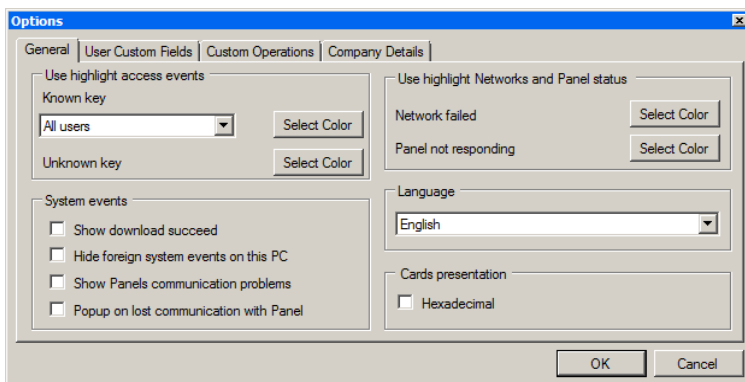 Options
General
User Custom Fields
Custom Operations
Company Details
Use highlight access events
Known key
All users
Select Color
Unknown key
Select Color
System events
Show download succeed
Hide foreign system events on this PC
Show Panels communication problems
Popup on lost communication with Panel
Use highlight Networks and Panel status
Network failed
Select Color
Panel not responding
Select Color
Language
English
Cards presentation
Hexadecimal
OK
Cancel